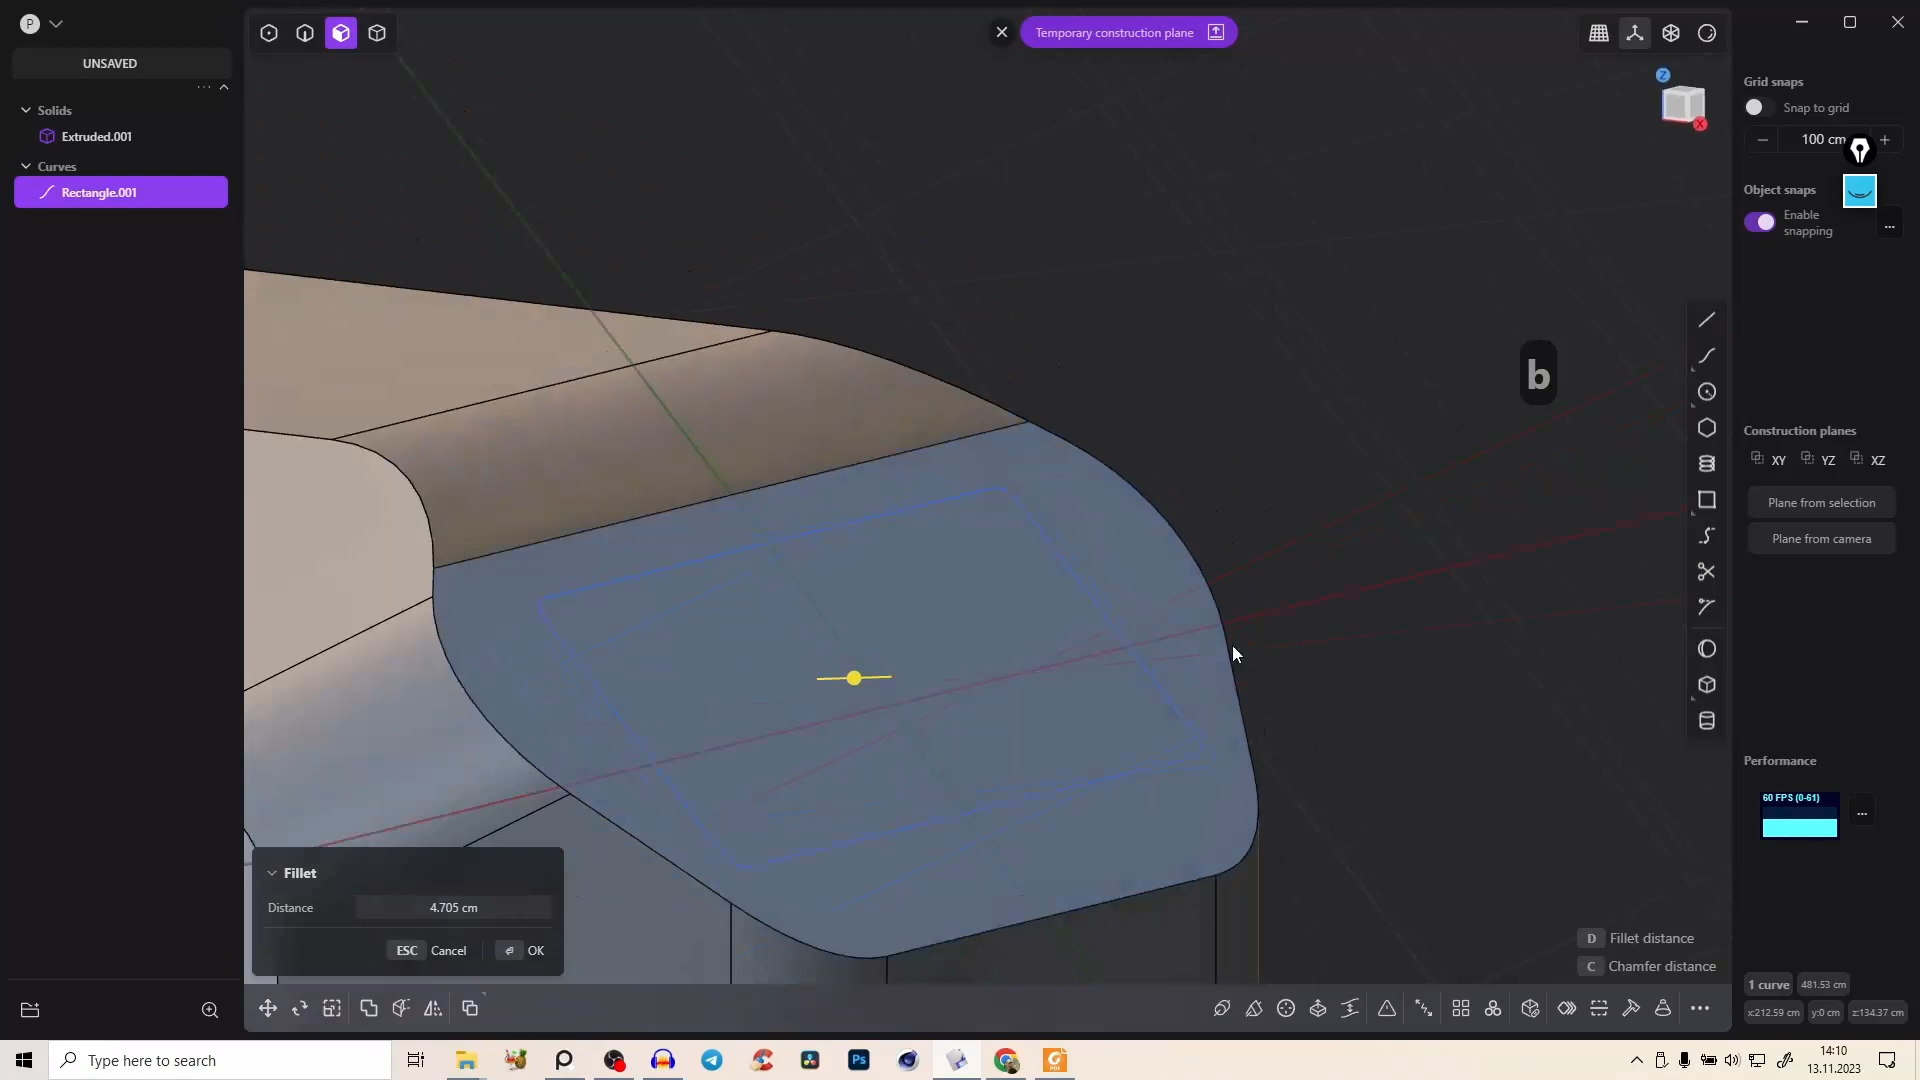 P
UNSAVED
...
Solids
Extruded.001
Curves
Rectangle.001
Temporary construction plane
Z
X
b
Fillet
Distance
4.705 cm
ESC Cancel
OK
D Fillet distance
C Chamfer distance
Grid snaps
Snap to grid
100 cm
Object snaps
Enable
snapping
...
Construction planes
XY YZ XZ
Plane from selection
Plane from camera
Performance
60 FPS (0-61)
...
1 curve 481.53 cm
x:212.59 cm y:0 cm z:134.37 cm
Type here to search
Ps
PDF
14:10
13.11.2023